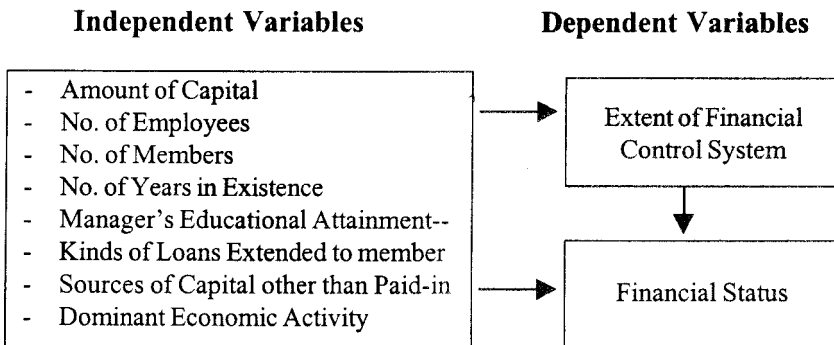 Independent Variables
Dependent Variables
- Amount of Capital
- No. of Employees
- No. of Members
- No. of Years in Existence
- Manager's Educational Attainment--
- Kinds of Loans Extended to member
- Sources of Capital other than Paid-in
- Dominant Economic Activity
Extent of Financial
Control System
Financial Status